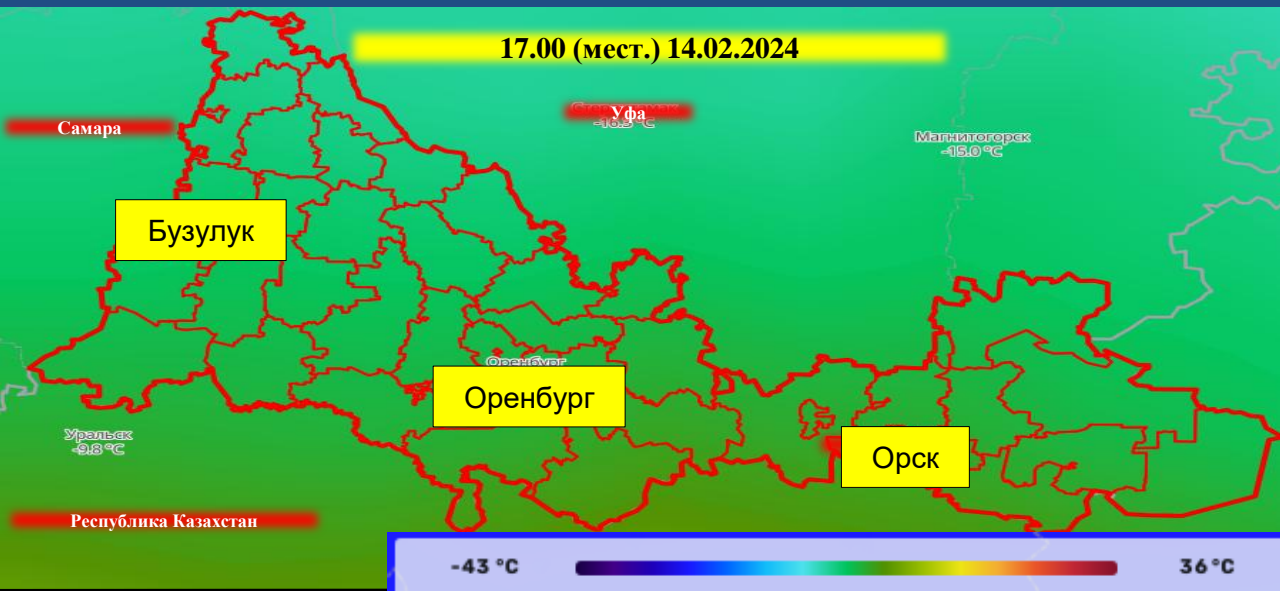 17.00 (мест.) 14.02.2024
Уфа
Самара
Магнитогорск
-15.0 °C
Бузулук
Оренбург
Оренбург
Уральск
-9.8 °C
Орск
Республика Казахстан
-43 °C
36 °C